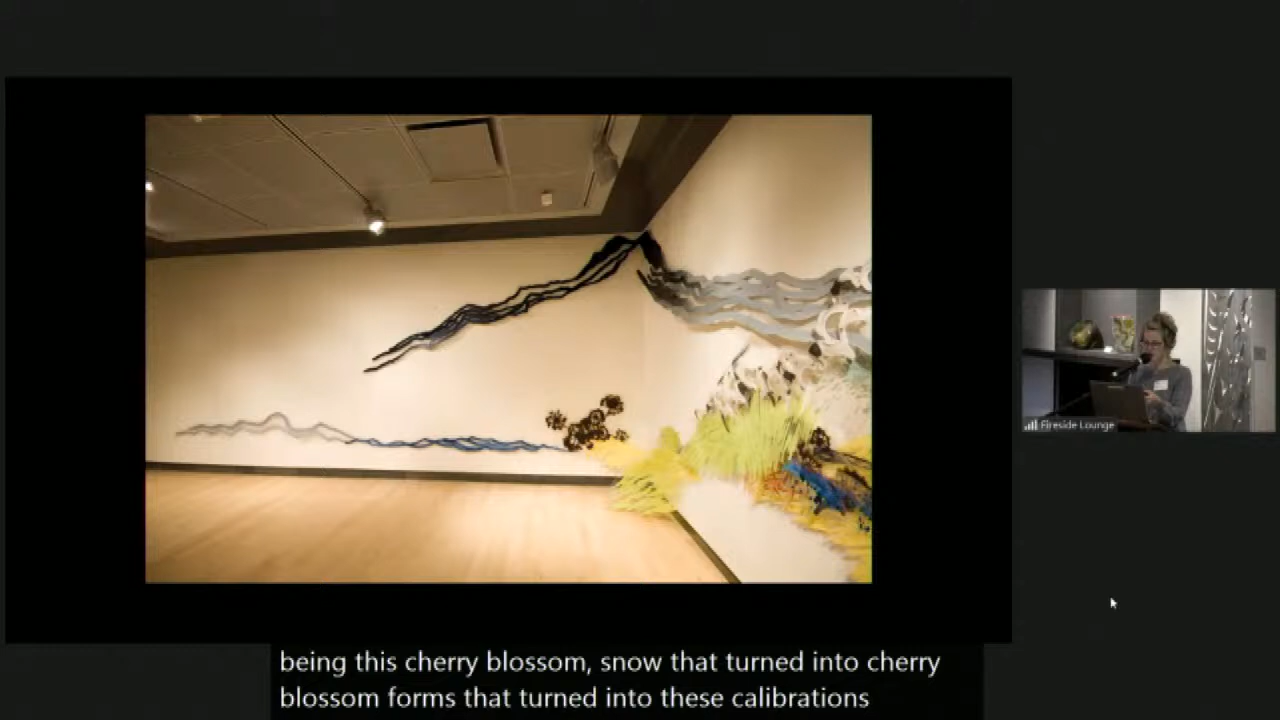 Fireside Lounge
being this cherry blossom, snow that turned into cherry
blossom forms that turned into these calibrations